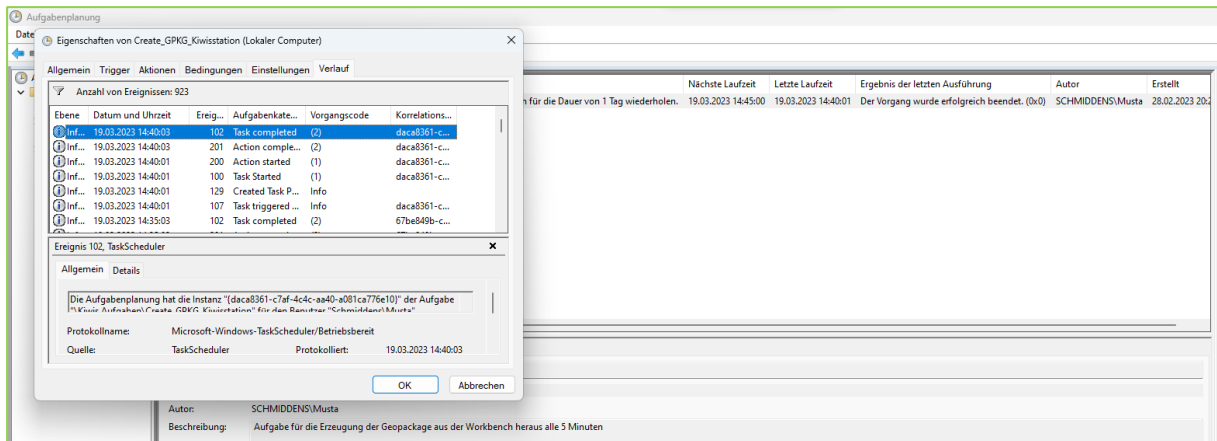 Aufgabenplanung
Date
Eigenschaften von Create_GPKG_Kiwisstation (Lokaler Computer)
Allgemein Trigger Aktionen Bedingungen Einstellungen Verlauf
Anzahl von Ereignissen: 923
Nächste Laufzeit Letzte Laufzeit Ergebnis der letzten Ausführung Autor Erstellt
für die Dauer von 1 Tag wiederholen. 19.03.2023 14:45:00 19.03.2023 14:40:01 Der Vorgang wurde erfolgreich beendet. (0x0) SCHMIDDENS\Musta 28.02.2023 20:2
Ebene Datum und Uhrzeit Ereig... Aufgabenkate... Vorgangscode Korrelations...
Inf... 19.03.2023 14:40:03 102 Task completed (2) daca8361-c...
Inf... 19.03.2023 14:40:03 201 Action comple... (2) daca8361-c...
Inf... 19.03.2023 14:40:01 200 Action started (1) daca8361-c...
Inf... 19.03.2023 14:40:01 100 Task Started (1) daca8361-c...
Inf... 19.03.2023 14:40:01 129 Created Task P... Info
Inf... 19.03.2023 14:40:01 107 Task triggered ... Info daca8361-c...
Inf... 19.03.2023 14:35:03 102 Task completed (2) 67be849b-c...
Ereignis 102, TaskScheduler
Allgemein Details
Die Aufgabenplanung hat die Instanz "{daca8361-c7af-4c4c-aa40-a081ca776e10}" der Aufgabe
"\Kiwis Aufgaben\Create_GPKG_Kiwisstation" für den Benutzer "Schmiddens\Musta"
Protokollname: Microsoft-Windows-TaskScheduler/Betriebsbereit
Quelle: TaskScheduler Protokolliert: 19.03.2023 14:40:03
OK Abbrechen
Autor: SCHMIDDENS\Musta
Beschreibung: Aufgabe für die Erzeugung der Geopackage aus der Workbench heraus alle 5 Minuten